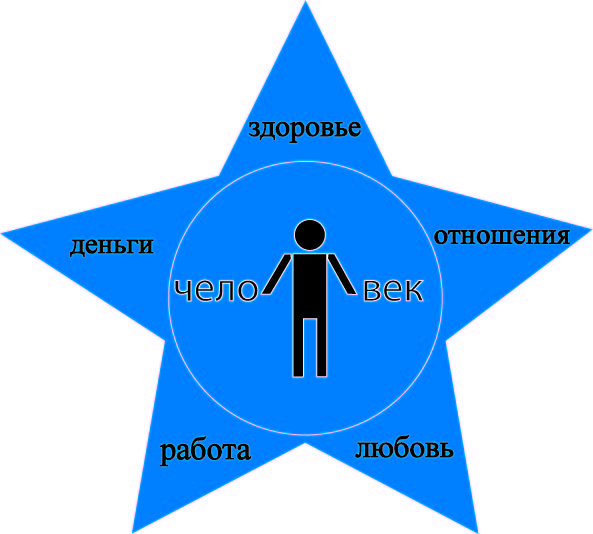 здоровье
деньги
отношения
чело век
работа
любовь